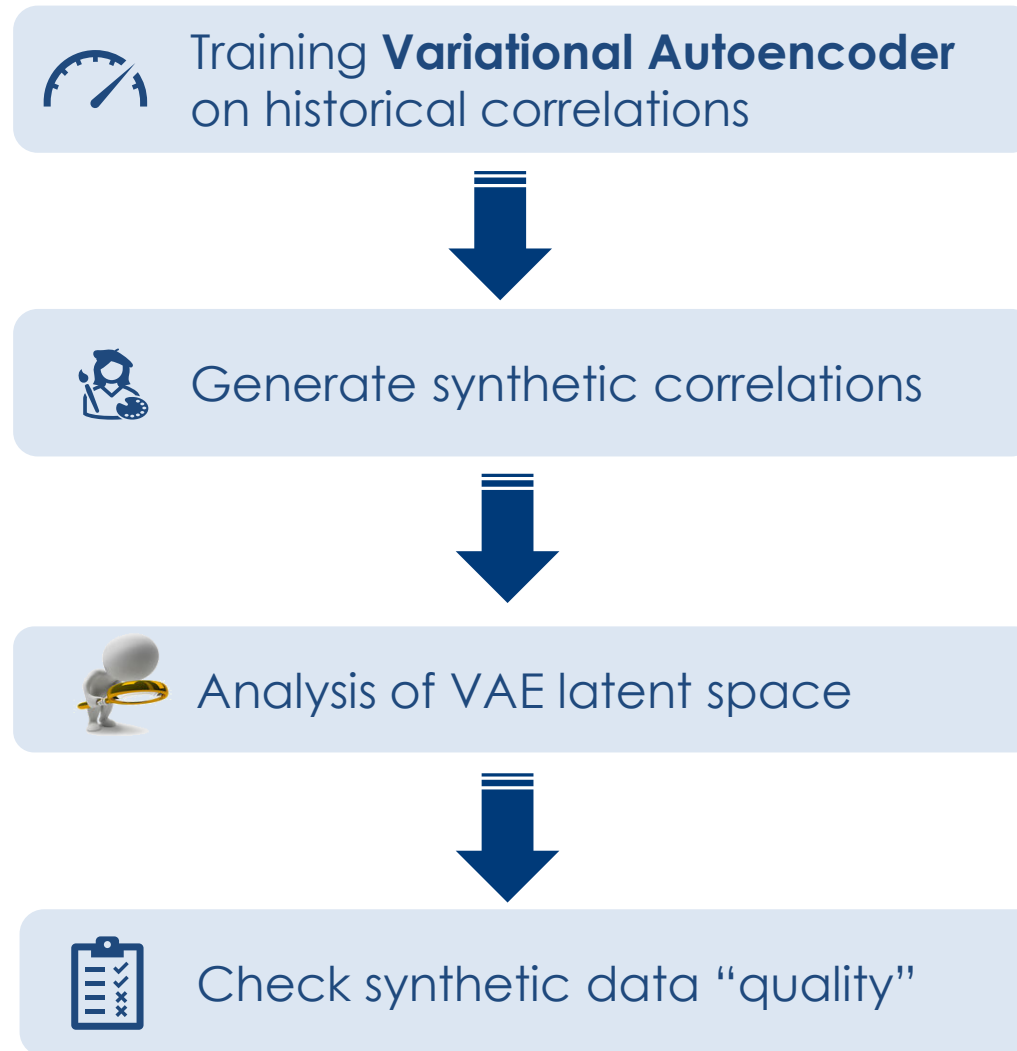 Training Variational Autoencoder
on historical correlations
Generate synthetic correlations
Analysis of VAE latent space
Check synthetic data “quality”